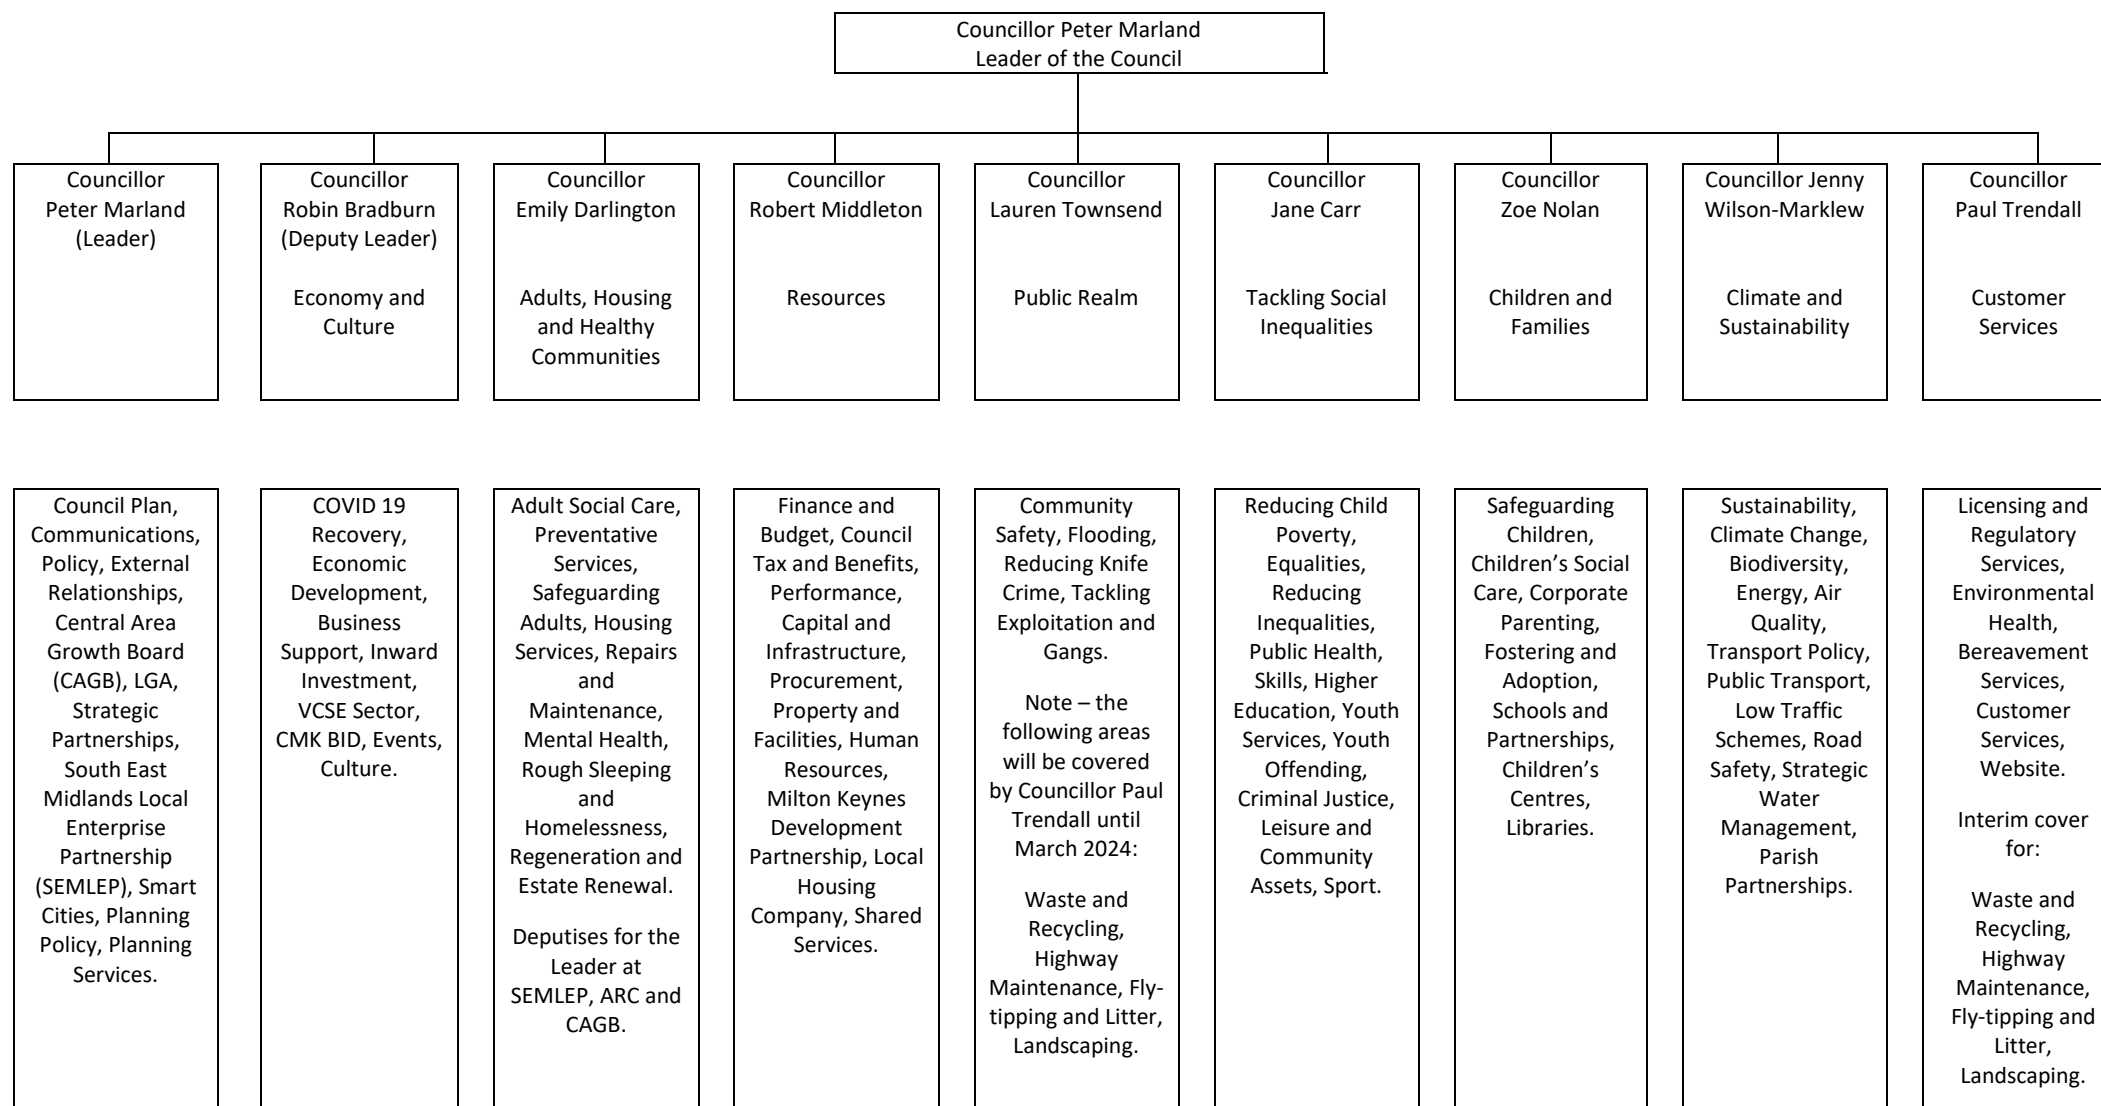 Councillor Peter Marland
Leader of the Council
Councillor
Peter Marland
(Leader)
Councillor
Robin Bradburn
(Deputy Leader)
Economy and
Culture
Councillor
Emily Darlington
Adults, Housing
and Healthy
Communities
Councillor
Robert Middleton
Resources
Councillor
Lauren Townsend
Public Realm
Councillor
Jane Carr
Tackling Social
Inequalities
Councillor
Zoe Nolan
Children and
Families
Councillor Jenny
Wilson-Marklew
Climate and
Sustainability
Councillor
Paul Trendall
Customer
Services
Council Plan,
Communications,
Policy, External
Relationships,
Central Area
Growth Board
(CAGB), LGA,
Strategic
Partnerships,
South East
Midlands Local
Enterprise
Partnership
(SEMLEP), Smart
Cities, Planning
Policy, Planning
Services.
COVID 19
Recovery,
Economic
Development,
Business
Support, Inward
Investment,
VCSE Sector,
CMK BID, Events,
Culture.
Adult Social Care,
Preventative
Services,
Safeguarding
Adults, Housing
Services, Repairs
and
Maintenance,
Mental Health,
Rough Sleeping
and
Homelessness,
Regeneration and
Estate Renewal.
Deputises for the
Leader at
SEMLEP, ARC and
CAGB.
Finance and
Budget, Council
Tax and Benefits,
Performance,
Capital and
Infrastructure,
Procurement,
Property and
Facilities, Human
Resources,
Milton Keynes
Development
Partnership, Local
Housing
Company, Shared
Services.
Community
Safety, Flooding,
Reducing Knife
Crime, Tackling
Exploitation and
Gangs.
Note – the
following areas
will be covered
by Councillor Paul
Trendall until
March 2024:
Waste and
Recycling,
Highway
Maintenance, Fly-
tipping and Litter,
Landscaping.
Reducing Child
Poverty,
Equalities,
Reducing
Inequalities,
Public Health,
Skills, Higher
Education, Youth
Services, Youth
Offending,
Criminal Justice,
Leisure and
Community
Assets, Sport.
Safeguarding
Children,
Children’s Social
Care, Corporate
Parenting,
Fostering and
Adoption,
Schools and
Partnerships,
Children’s
Centres,
Libraries.
Sustainability,
Climate Change,
Biodiversity,
Energy, Air
Quality,
Transport Policy,
Public Transport,
Low Traffic
Schemes, Road
Safety, Strategic
Water
Management,
Parish
Partnerships.
Licensing and
Regulatory
Services,
Environmental
Health,
Bereavement
Services,
Customer
Services,
Website.
Interim cover
for:
Waste and
Recycling,
Highway
Maintenance,
Fly-tipping and
Litter,
Landscaping.